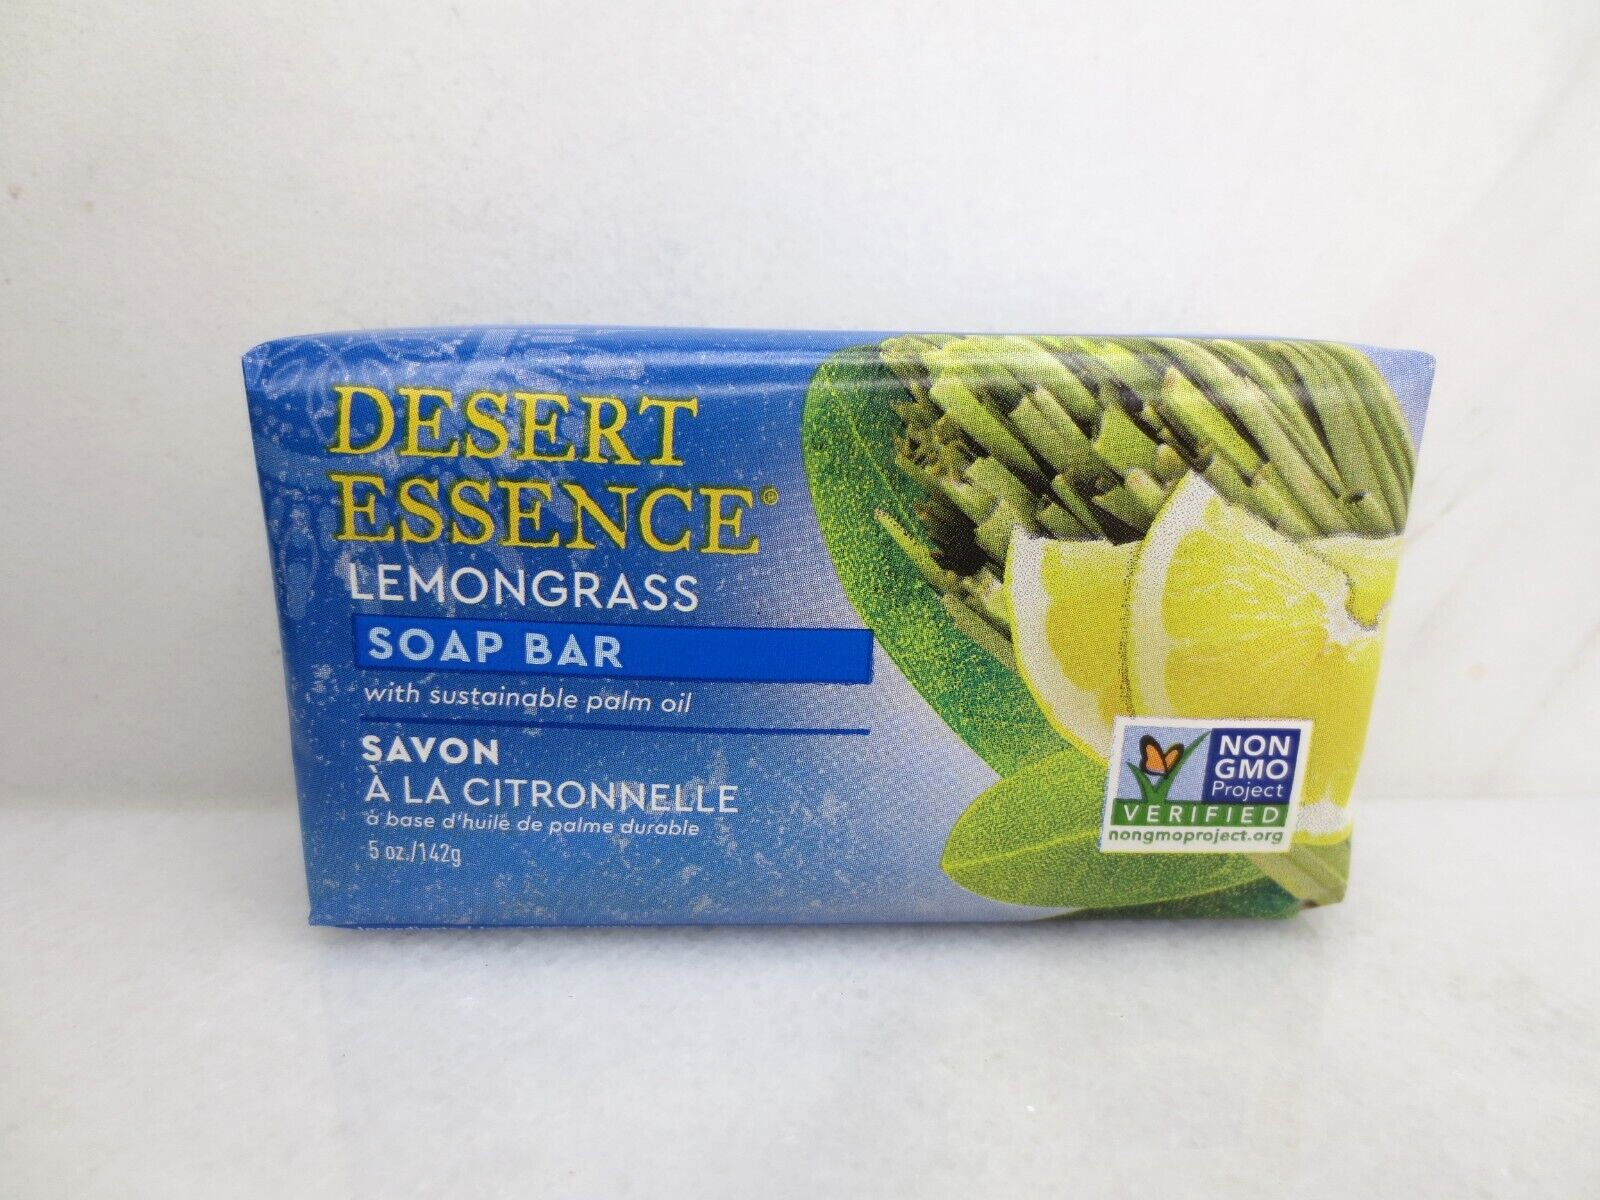 DESERT
ESSENCE®
LEMONGRASS
SOAP BAR
with sustainable palm oil
SAVON
À LA CITRONNELLE
à base d'huile de palme durable
5 oz./142g
NON
GMO
Project
VERIFIED
nongmoproject.org